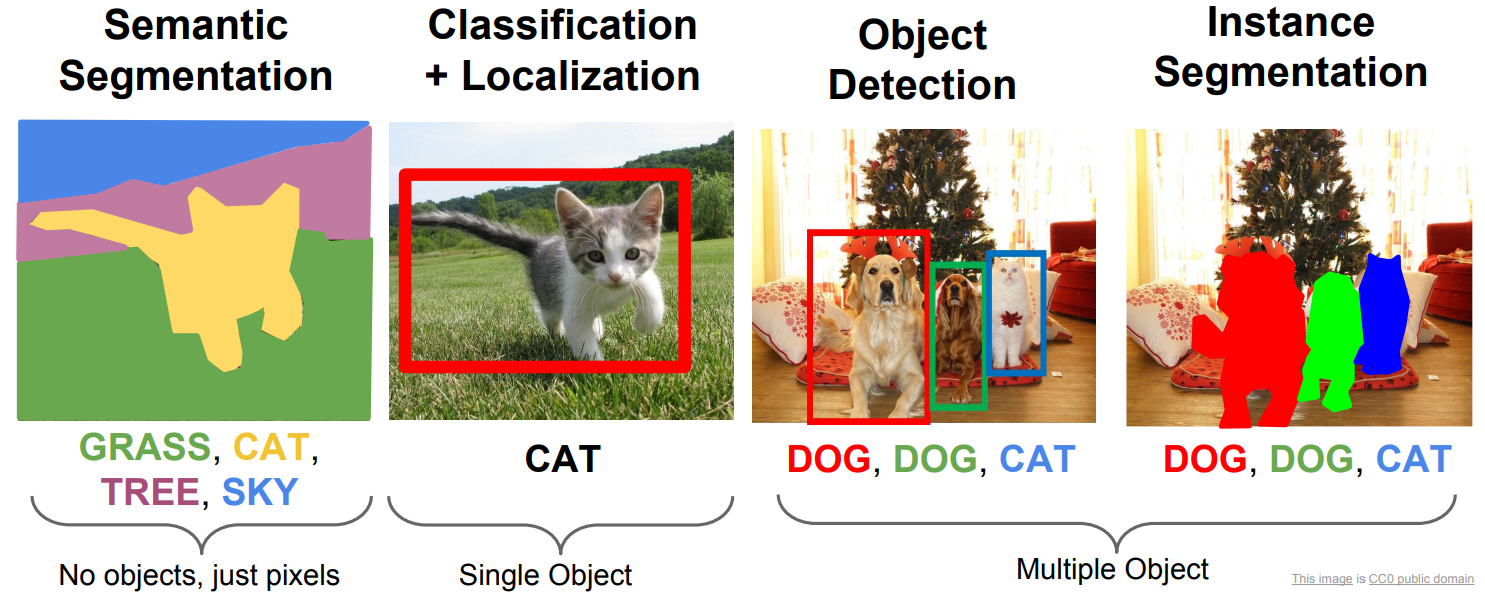 Semantic
Segmentation
Classification
+ Localization
Object
Detection
Instance
Segmentation
GRASS, CAT,
TREE, SKY
CAT
DOG, DOG, CAT
DOG, DOG, CAT
No objects, just pixels
Single Object
Multiple Object
This image is CC0 public domain